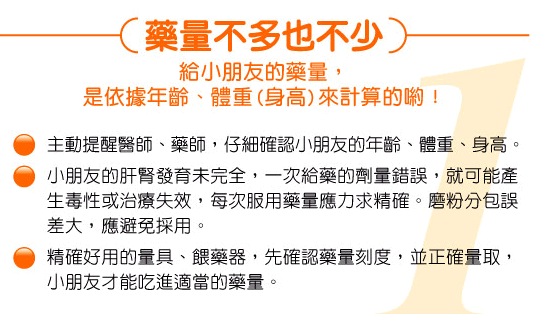 藥量不多也不少
給小朋友的藥量，
是依據年齡、體重(身高)來計算的喲！
1
主動提醒醫師、藥師，仔細確認小朋友的年齡、體重、身高。
小朋友的肝腎發育未完全，一次給藥的劑量錯誤，就可能產
生毒性或治療失效，每次服用藥量應力求精確。磨粉分包誤
差大，應避免採用。
精確好用的量具、餵藥器，先確認藥量刻度，並正確量取，
小朋友才能吃進適當的藥量。